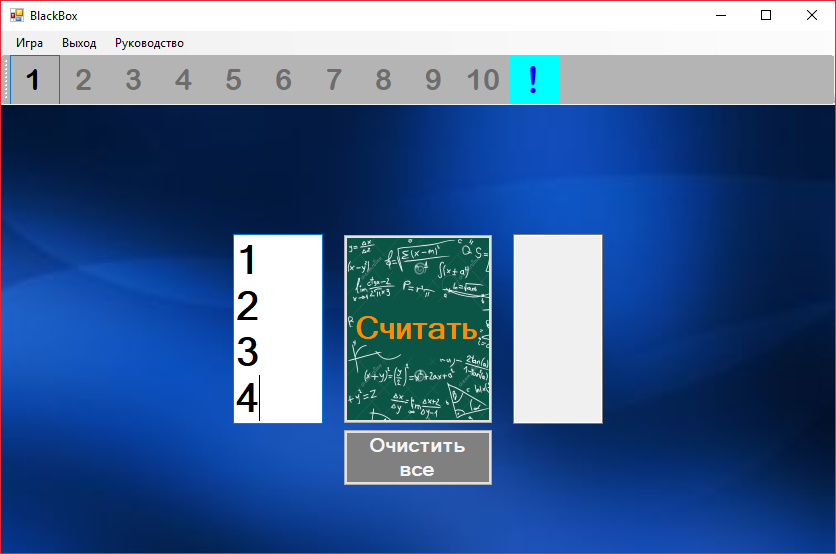 BlackBox
Игра Выход Руководство
1 2 3 4 5 6 7 8 9 10 !
1
2
3
4
Считать
Очистить
все